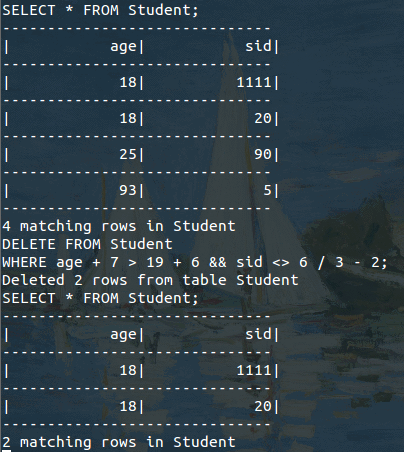 SELECT * FROM Student;
------------------------------
|            age|            sid|
------------------------------
|             18|           1111|
------------------------------
|             18|             20|
------------------------------
|             25|             90|
------------------------------
|             93|              5|
------------------------------
4 matching rows in Student
DELETE FROM Student
WHERE age + 7 > 19 + 6 && sid <> 6 / 3 - 2;
Deleted 2 rows from table Student
SELECT * FROM Student;
------------------------------
|            age|            sid|
------------------------------
|             18|           1111|
------------------------------
|             18|             20|
------------------------------
2 matching rows in Student